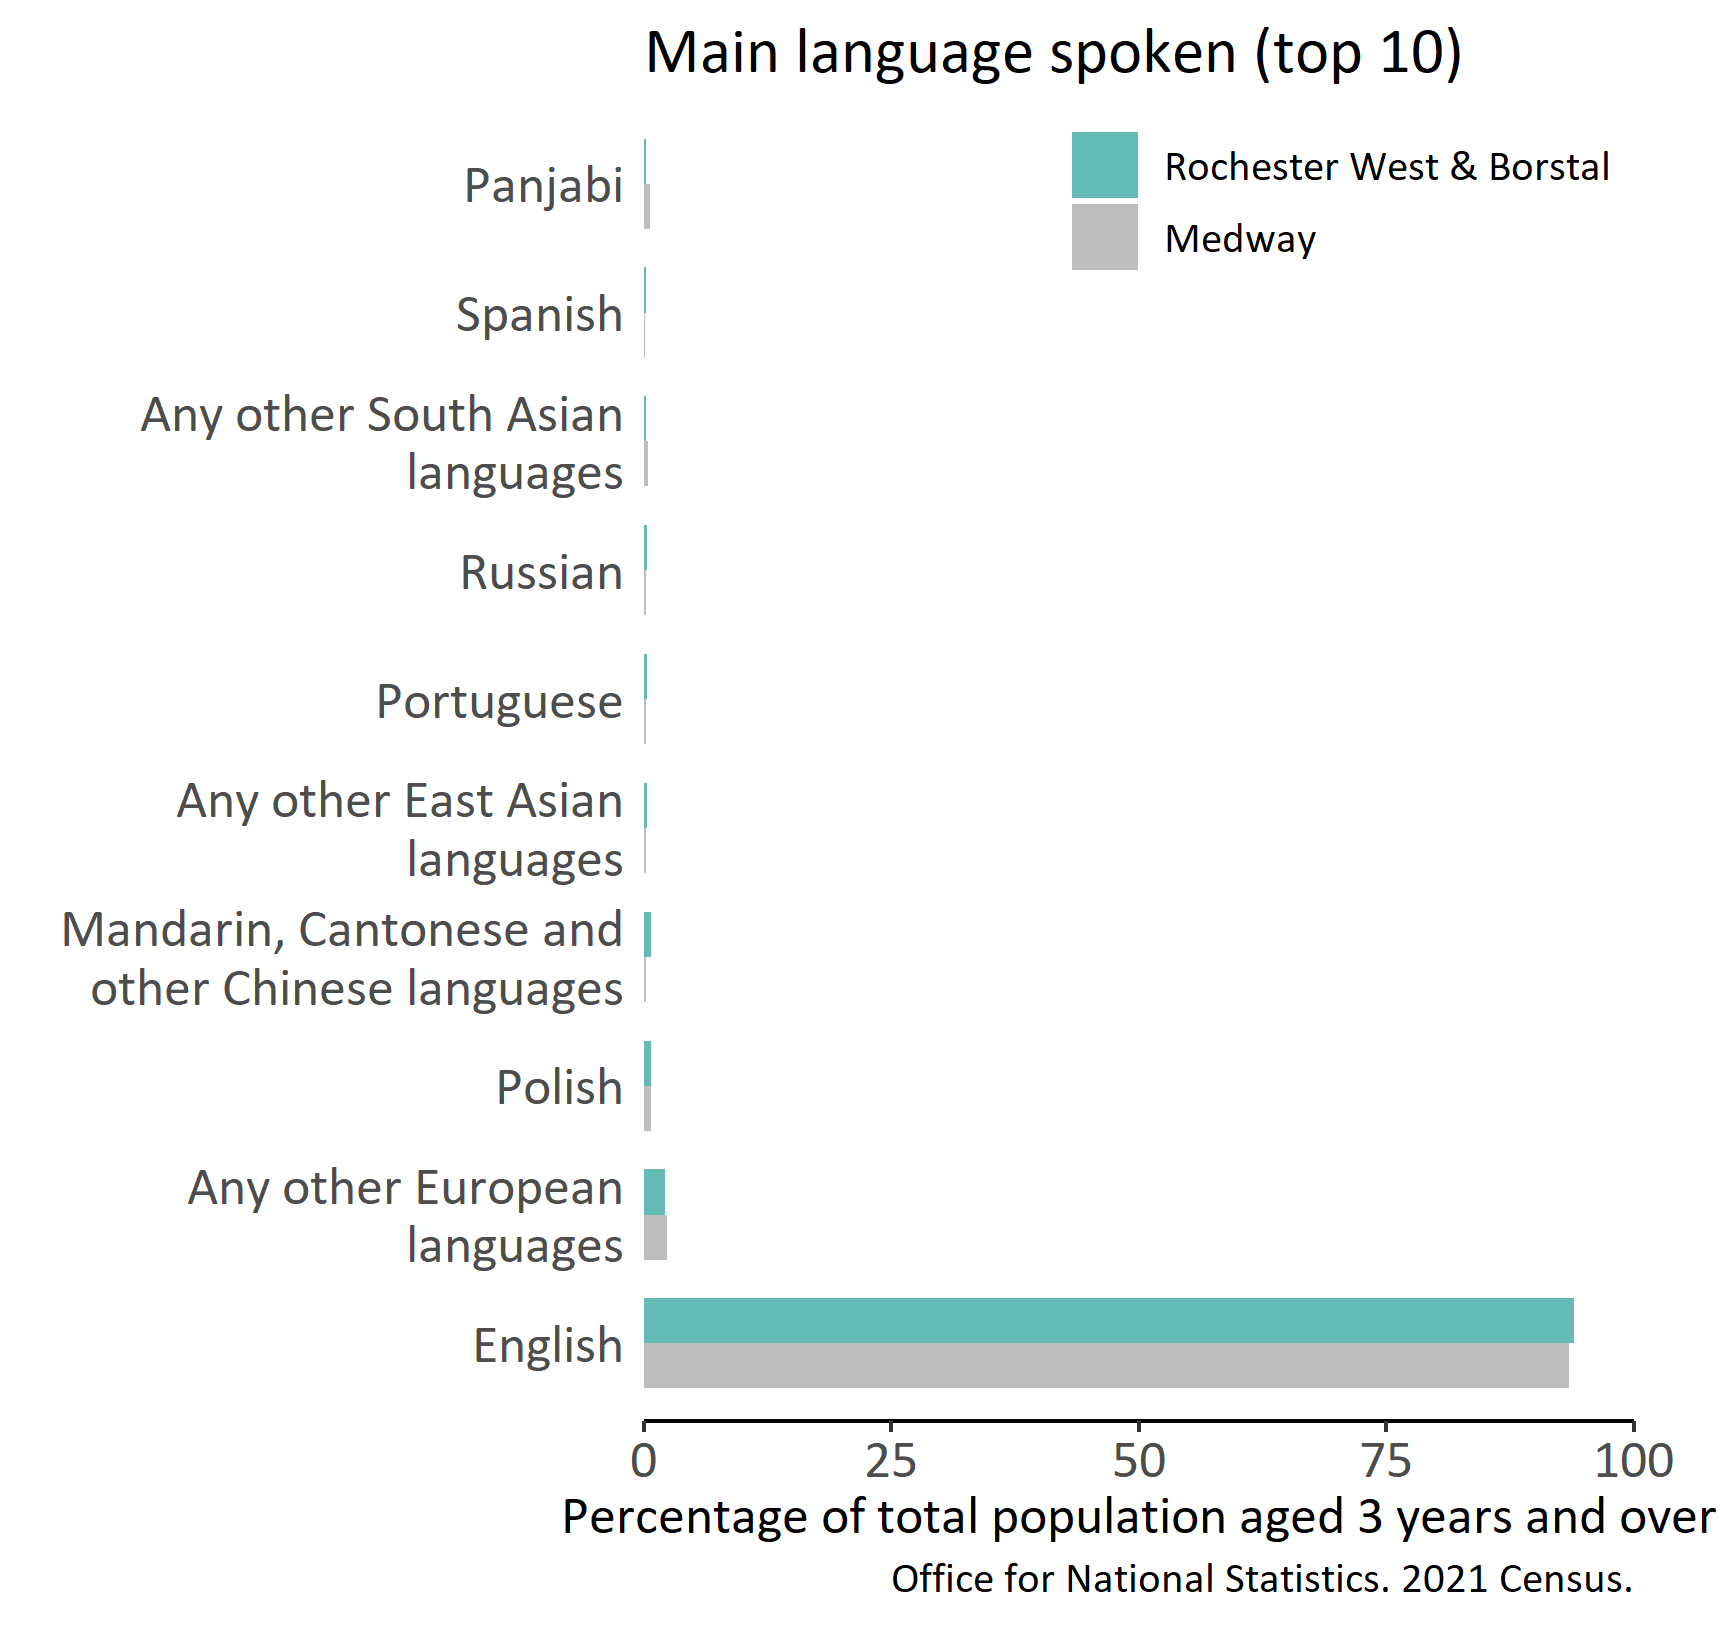 Main language spoken (top 10)
Rochester West & Borstal
Medway
Panjabi
Spanish
Any other South Asian
languages
Russian
Portuguese
Any other East Asian
languages
Mandarin, Cantonese and
other Chinese languages
Polish
Any other European
languages
English
0 25 50 75 100
Percentage of total population aged 3 years and over
Office for National Statistics. 2021 Census.